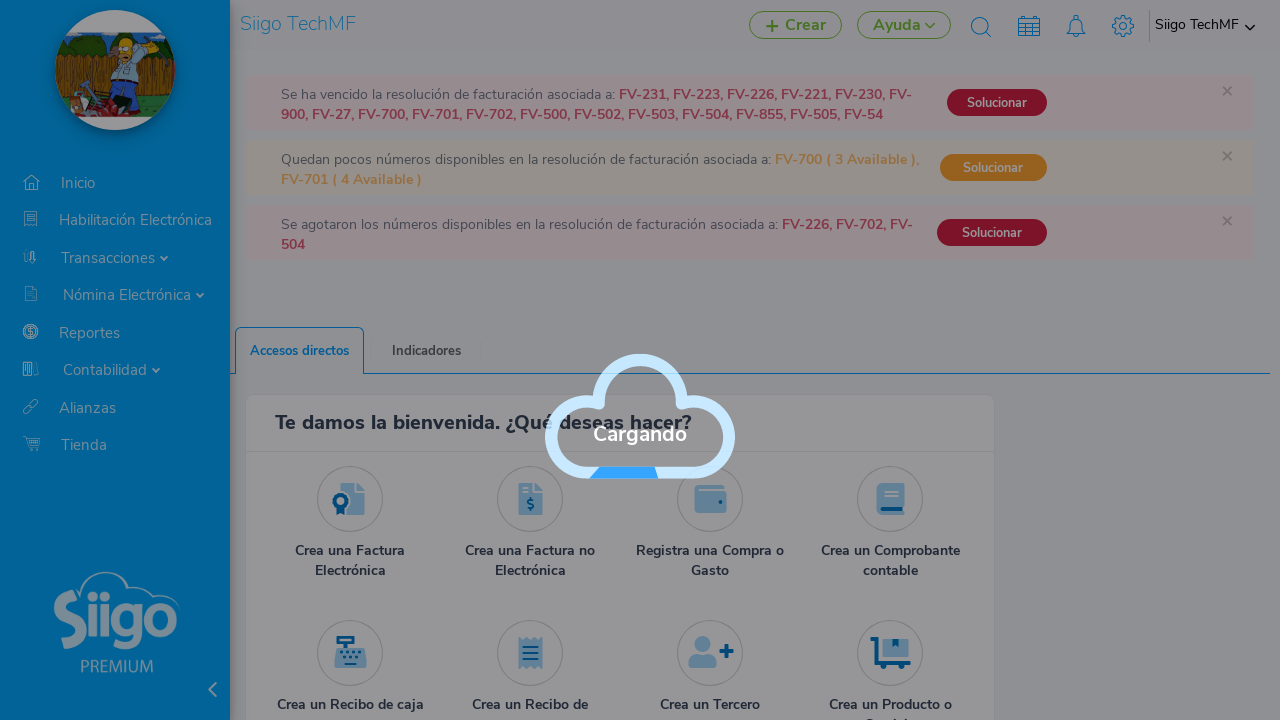 Siigo TechMF
+ Crear
Ayuda
Siigo TechMF
Inicio
Habilitación Electrónica
Transacciones
Nómina Electrónica
Reportes
Contabilidad
Alianzas
Tienda
Siigo
PREMIUM
Se ha vencido la resolución de facturación asociada a: FV-231, FV-223, FV-226, FV-221, FV-230, FV-
900, FV-27, FV-700, FV-701, FV-702, FV-500, FV-502, FV-503, FV-504, FV-855, FV-505, FV-54
Solucionar
×
Quedan pocos números disponibles en la resolución de facturación asociada a: FV-700 ( 3 Available ),
FV-701 ( 4 Available )
Solucionar
×
Se agotaron los números disponibles en la resolución de facturación asociada a: FV-226, FV-702, FV-
504
Solucionar
×
Accesos directos
Indicadores
Te damos la bienvenida. ¿Qué deseas hacer?
Cargando
Crea una Factura
Electrónica
Crea una Factura no
Electrónica
Registra una Compra o
Gasto
Crea un Comprobante
contable
Crea un Recibo de caja
Crea un Recibo de
Crea un Tercero
Crea un Producto o